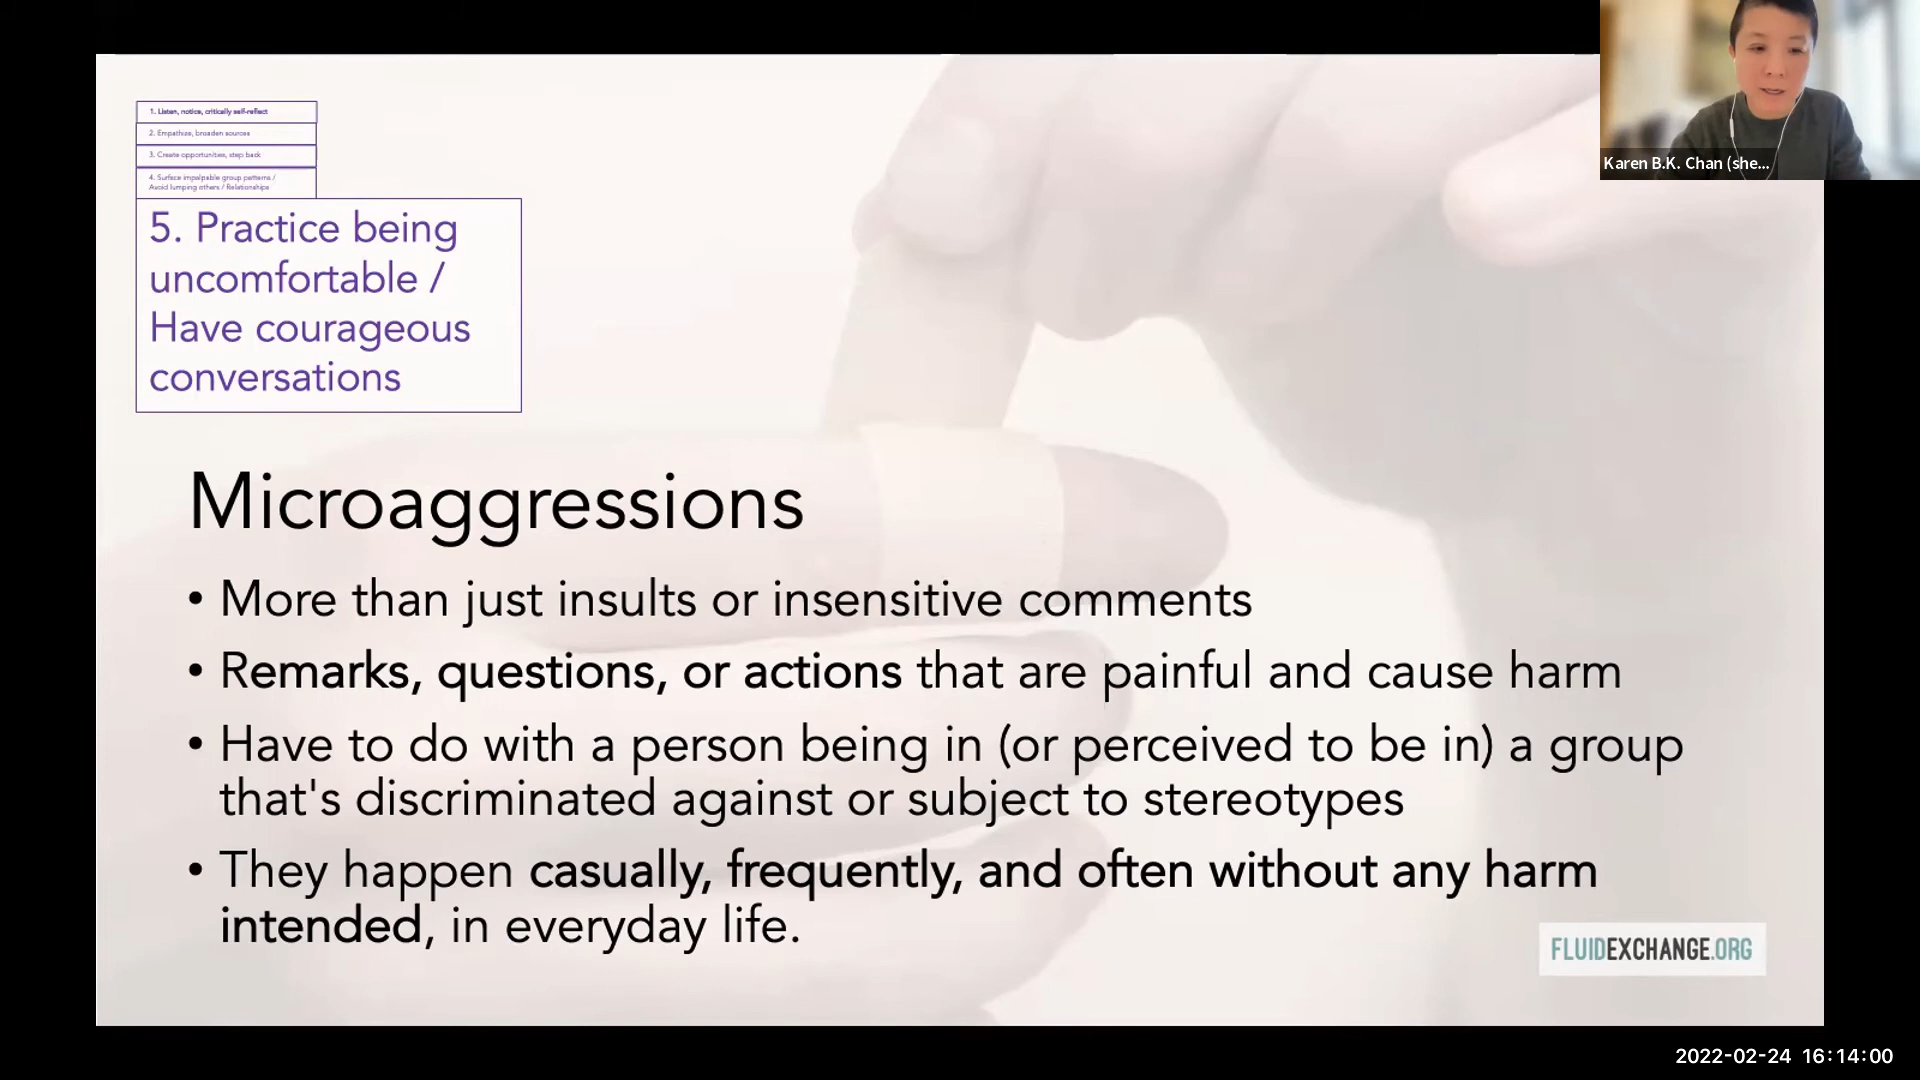 1. Listen, notice, critically self-reflect
2. Empathize, broaden sources
3. Create opportunities, step back
4. Surface impalpable group patterns /
Avoid lumping others / Relationships
5. Practice being
uncomfortable /
Have courageous
conversations
Karen B.K. Chan (she...
Microaggressions
• More than just insults or insensitive comments
• Remarks, questions, or actions that are painful and cause harm
• Have to do with a person being in (or perceived to be in) a group
that's discriminated against or subject to stereotypes
• They happen casually, frequently, and often without any harm
intended, in everyday life.
FLUIDEXCHANGE.ORG
2022-02-24 16:14:00